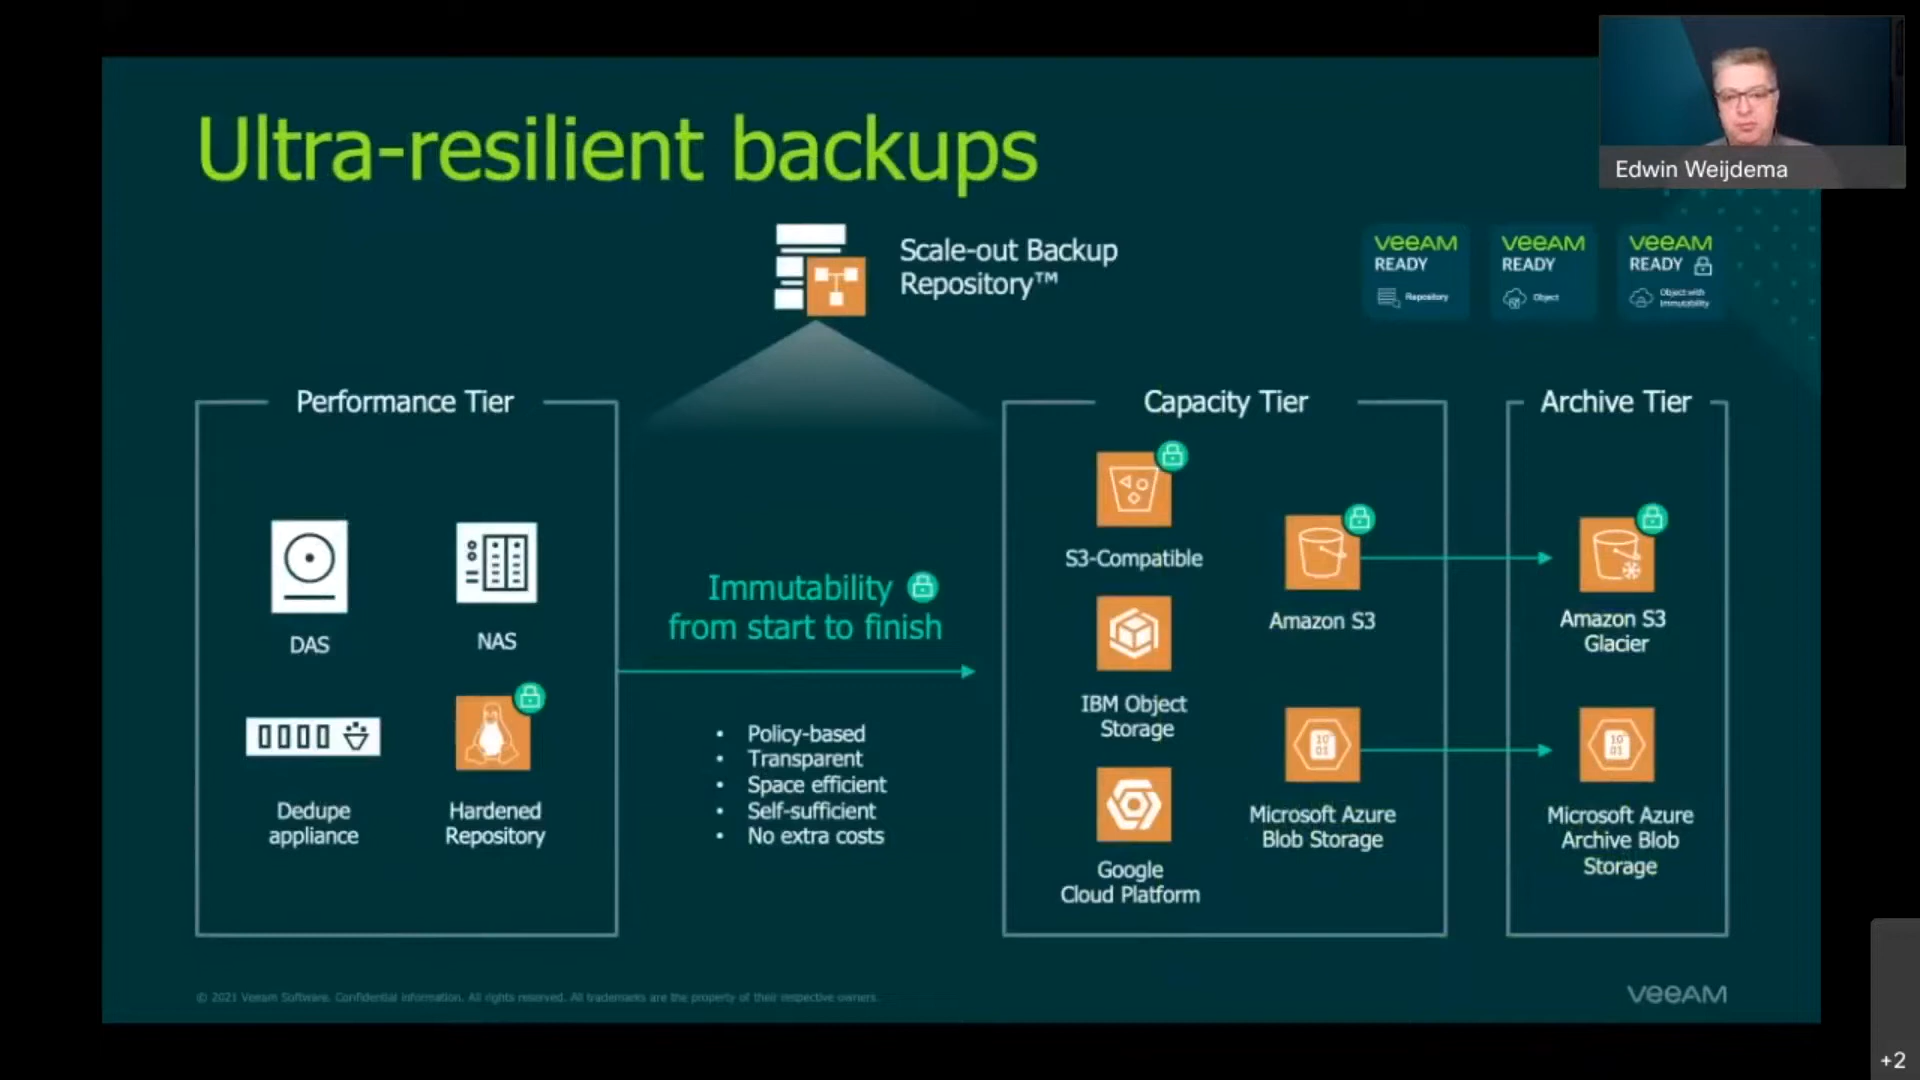 Ultra-resilient backups
Edwin Weijdema
Scale-out Backup
Repository™
veeAM
READY
Repository
veeAM
READY
Object
veeAM
READY
Object with
Immutability
Performance Tier
DAS
NAS
Dedupe
appliance
Hardened
Repository
Immutability
from start to finish
• Policy-based
• Transparent
• Space efficient
• Self-sufficient
• No extra costs
Capacity Tier
S3-Compatible
IBM Object
Storage
Google
Cloud Platform
Amazon S3
10
01
Microsoft Azure
Blob Storage
Archive Tier
Amazon S3
Glacier
10
01
Microsoft Azure
Archive Blob
Storage
© 2021 Veeam Software. Confidential information. All rights reserved. All trademarks are the property of their respective owners.
veeAM
+2